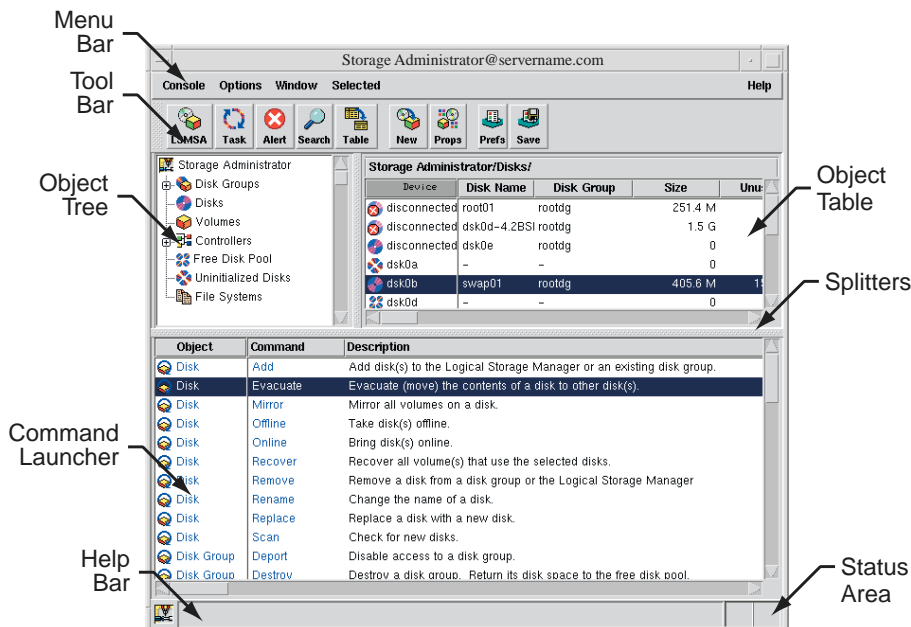 Menu
Bar
Tool
Bar
Object
Tree
Command
Launcher
Help
Bar
Object
Table
Splitters
Status
Area
Storage Administrator@servername.com
Console Options Window Selected Help
LSMSA Task Alert Search Table New Props Prefs Save
Storage Administrator
Disk Groups
Disks
Volumes
Controllers
Free Disk Pool
Uninitialized Disks
File Systems
Storage Administrator/Disks/
Device Disk Name Disk Group Size Unu
disconnected root01 rootdg 251.4 M
disconnected dsk0d-4.2BSI rootdg 1.5 G
disconnected dsk0e rootdg 0
dsk0a – – 0
dsk0b swap01 rootdg 405.6 M 1
dsk0d – – 0
Object Command Description
Disk Add Add disk(s) to the Logical Storage Manager or an existing disk group.
Disk Evacuate Evacuate (move) the contents of a disk to other disk(s).
Disk Mirror Mirror all volumes on a disk.
Disk Offline Take disk(s) offline.
Disk Online Bring disk(s) online.
Disk Recover Recover all volume(s) that use the selected disks.
Disk Remove Remove a disk from a disk group or the Logical Storage Manager
Disk Rename Change the name of a disk.
Disk Replace Replace a disk with a new disk.
Disk Scan Check for new disks.
Disk Group Deport Disable access to a disk group.
Disk Group Destroy Destroy a disk group. Return its disk space to the free disk pool.